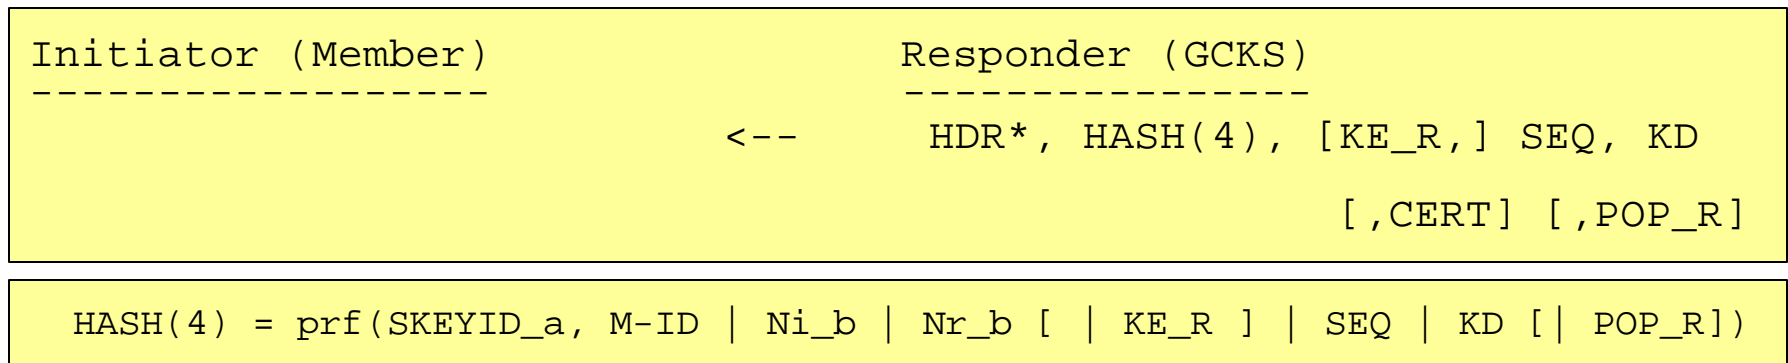 Initiator (Member) Responder (GCKS)
------------------ ----------------
<-- HDR*, HASH(4), [KE_R,] SEQ, KD
[,CERT] [,POP_R]
HASH(4) = prf(SKEYID_a, M-ID | Ni_b | Nr_b [ | KE_R ] | SEQ | KD [| POP_R])